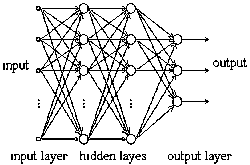 input
output
input layer hidden layes output layer